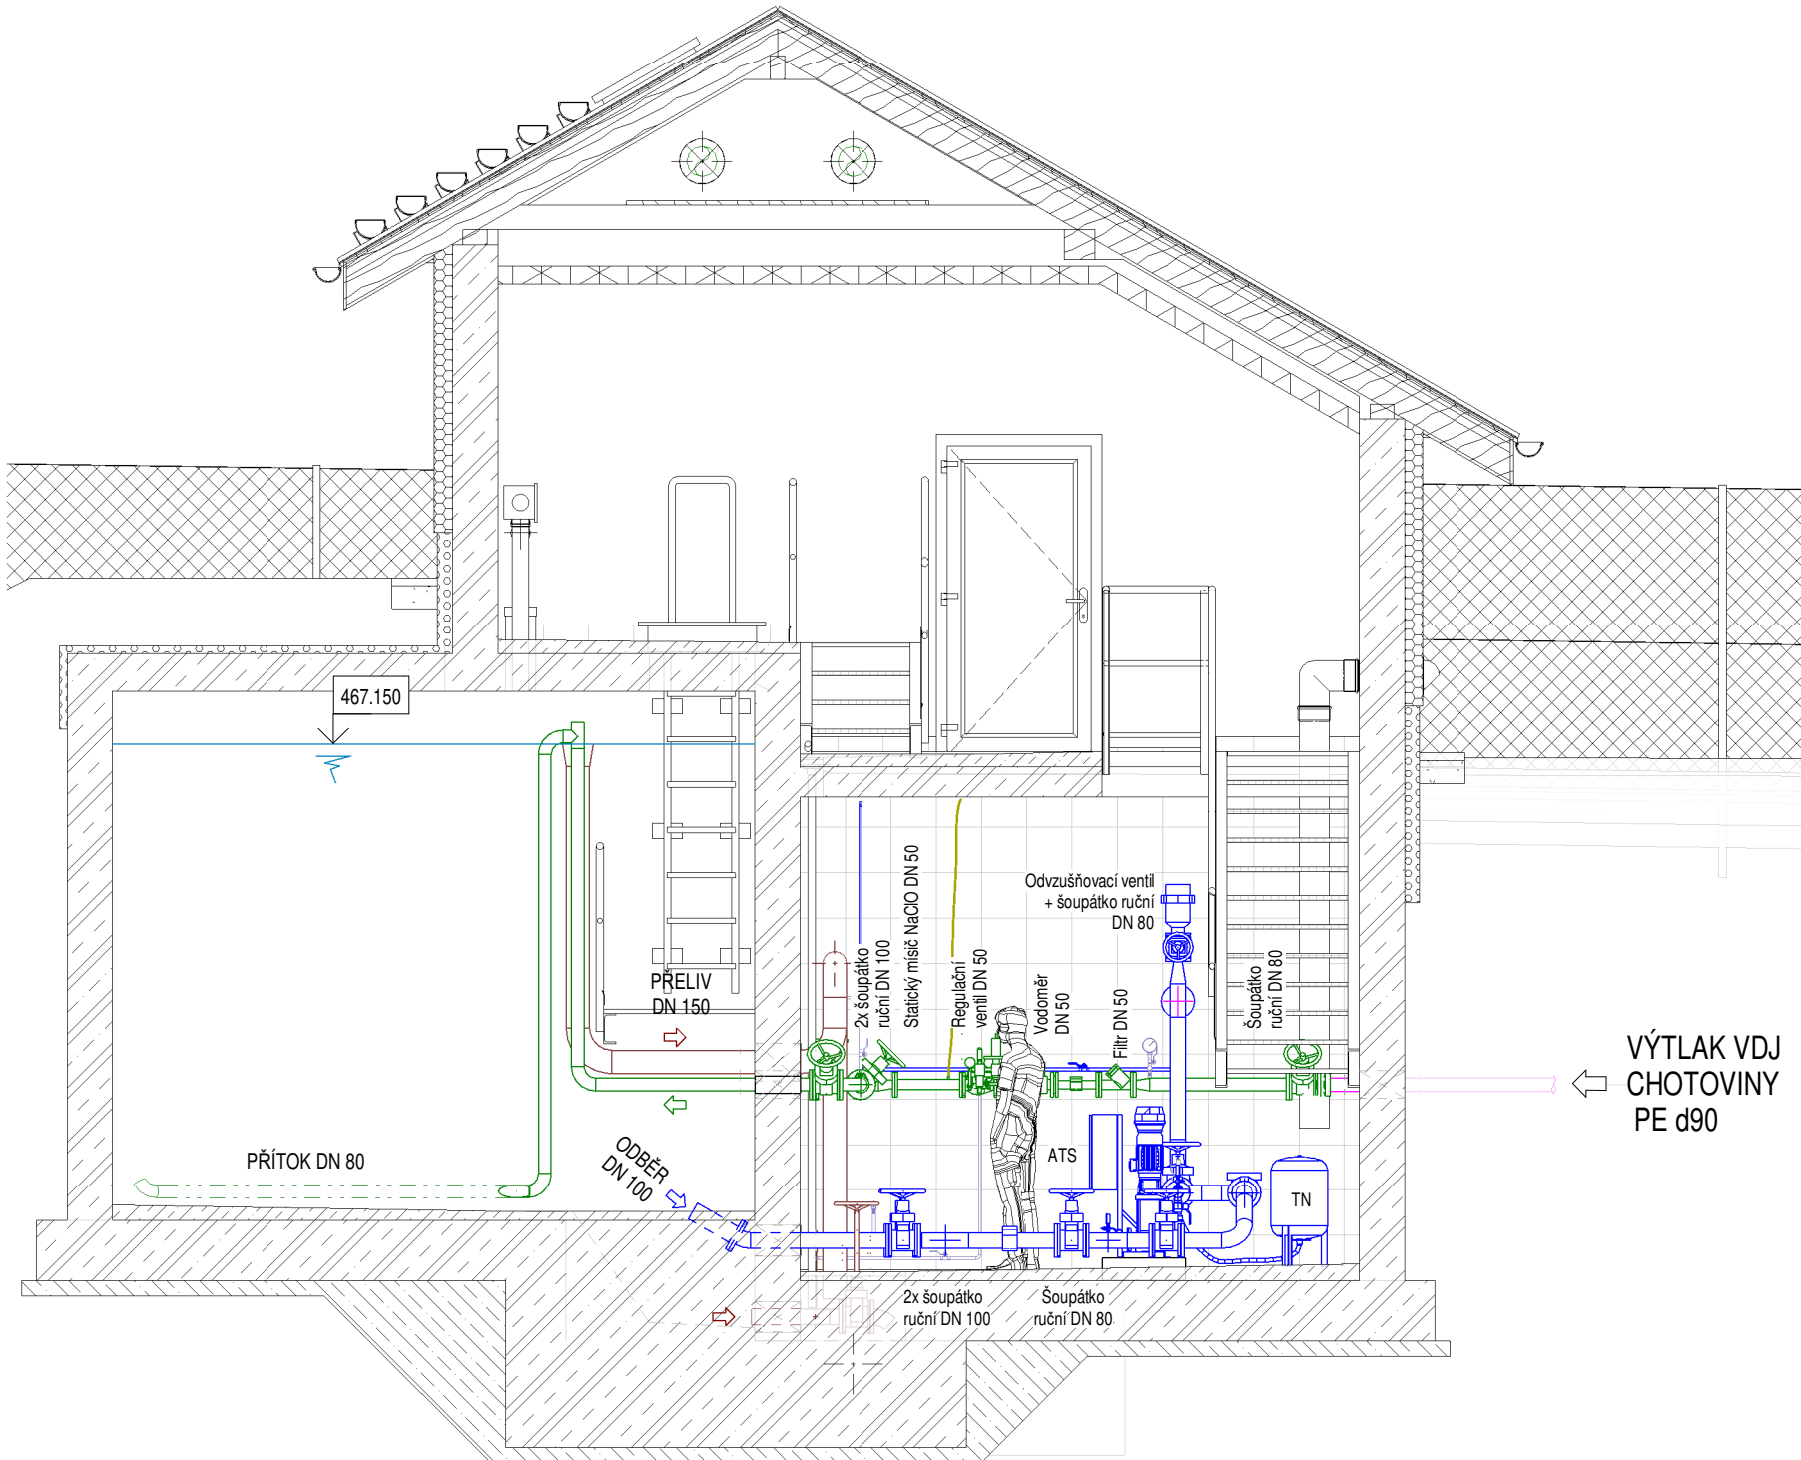 467.150
Odvzušňovací ventil
+ šoupátko ruční
DN 80
2x šoupátko
ruční DN 100
Statický mísič NaClO DN 50
Regulační
ventil DN 50
Vodoměr
DN 50
Filtr DN 50
Šoupátko
ruční DN 80
PŘELIV
DN 150
VÝTLAK VDJ
CHOTOVINY
PE d90
PŘÍTOK DN 80
ODBĚR
DN 100
ATS
TN
2x šoupátko
ruční DN 100
Šoupátko
ruční DN 80